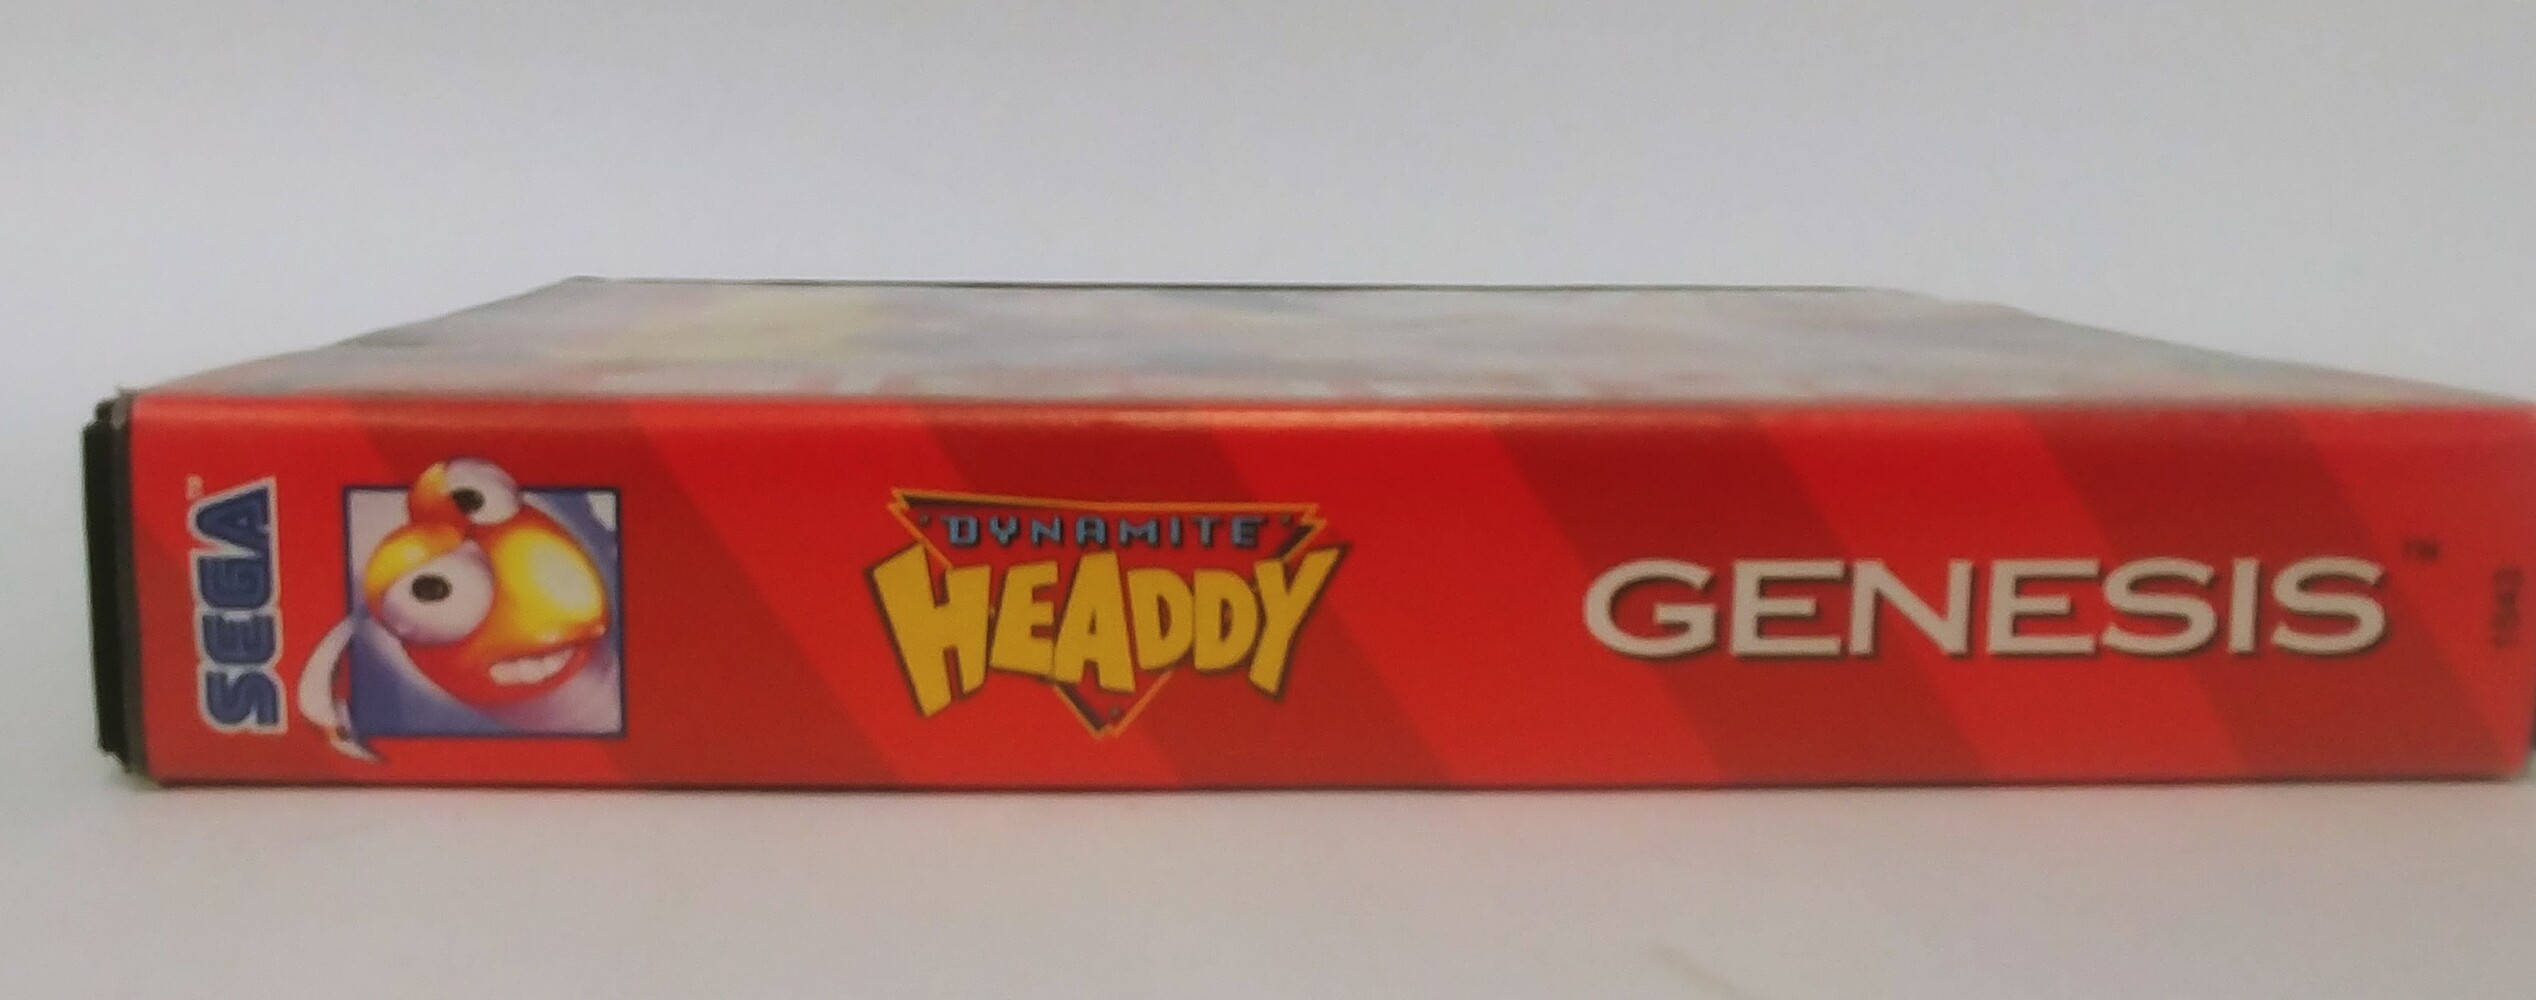 SEGA
DYNAMITE
HEADDY
GENESIS